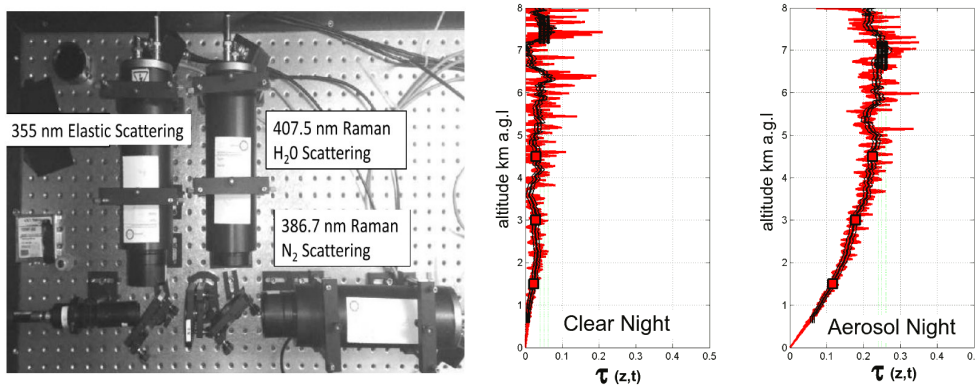 355 nm Elastic Scattering
407.5 nm Raman
H₂O Scattering
386.7 nm Raman
N₂ Scattering
8
7
6
5
4
3
2
1
0
altitude km a.g.l
0 0.1 0.2 0.3 0.4 0.5
τ (z,t)
Clear Night
8
7
6
5
4
3
2
1
0
altitude km a.g.l
0 0.1 0.2 0.3 0.4 0.
τ (z,t)
Aerosol Night